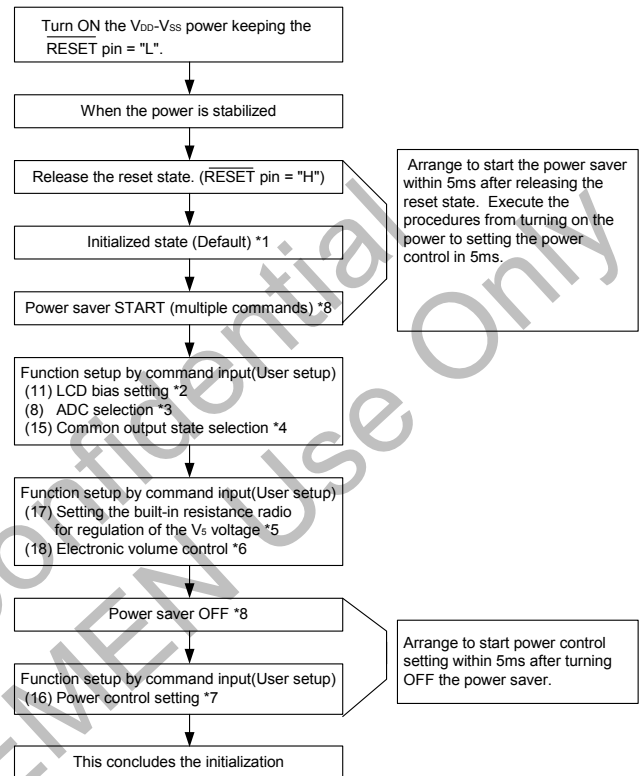 Turn ON the VDD-VSS power keeping the
RESET pin = "L".
When the power is stabilized
Release the reset state. (RESET pin = "H")
Initialized state (Default) *1
Power saver START (multiple commands) *8
Arrange to start the power saver
within 5ms after releasing the
reset state. Execute the
procedures from turning on the
power to setting the power
control in 5ms.
Function setup by command input(User setup)
(11) LCD bias setting *2
(8) ADC selection *3
(15) Common output state selection *4
Function setup by command input(User setup)
(17) Setting the built-in resistance radio
for regulation of the V5 voltage *5
(18) Electronic volume control *6
Power saver OFF *8
Function setup by command input(User setup)
(16) Power control setting *7
Arrange to start power control
setting within 5ms after turning
OFF the power saver.
This concludes the initialization
Confidential
Use Only